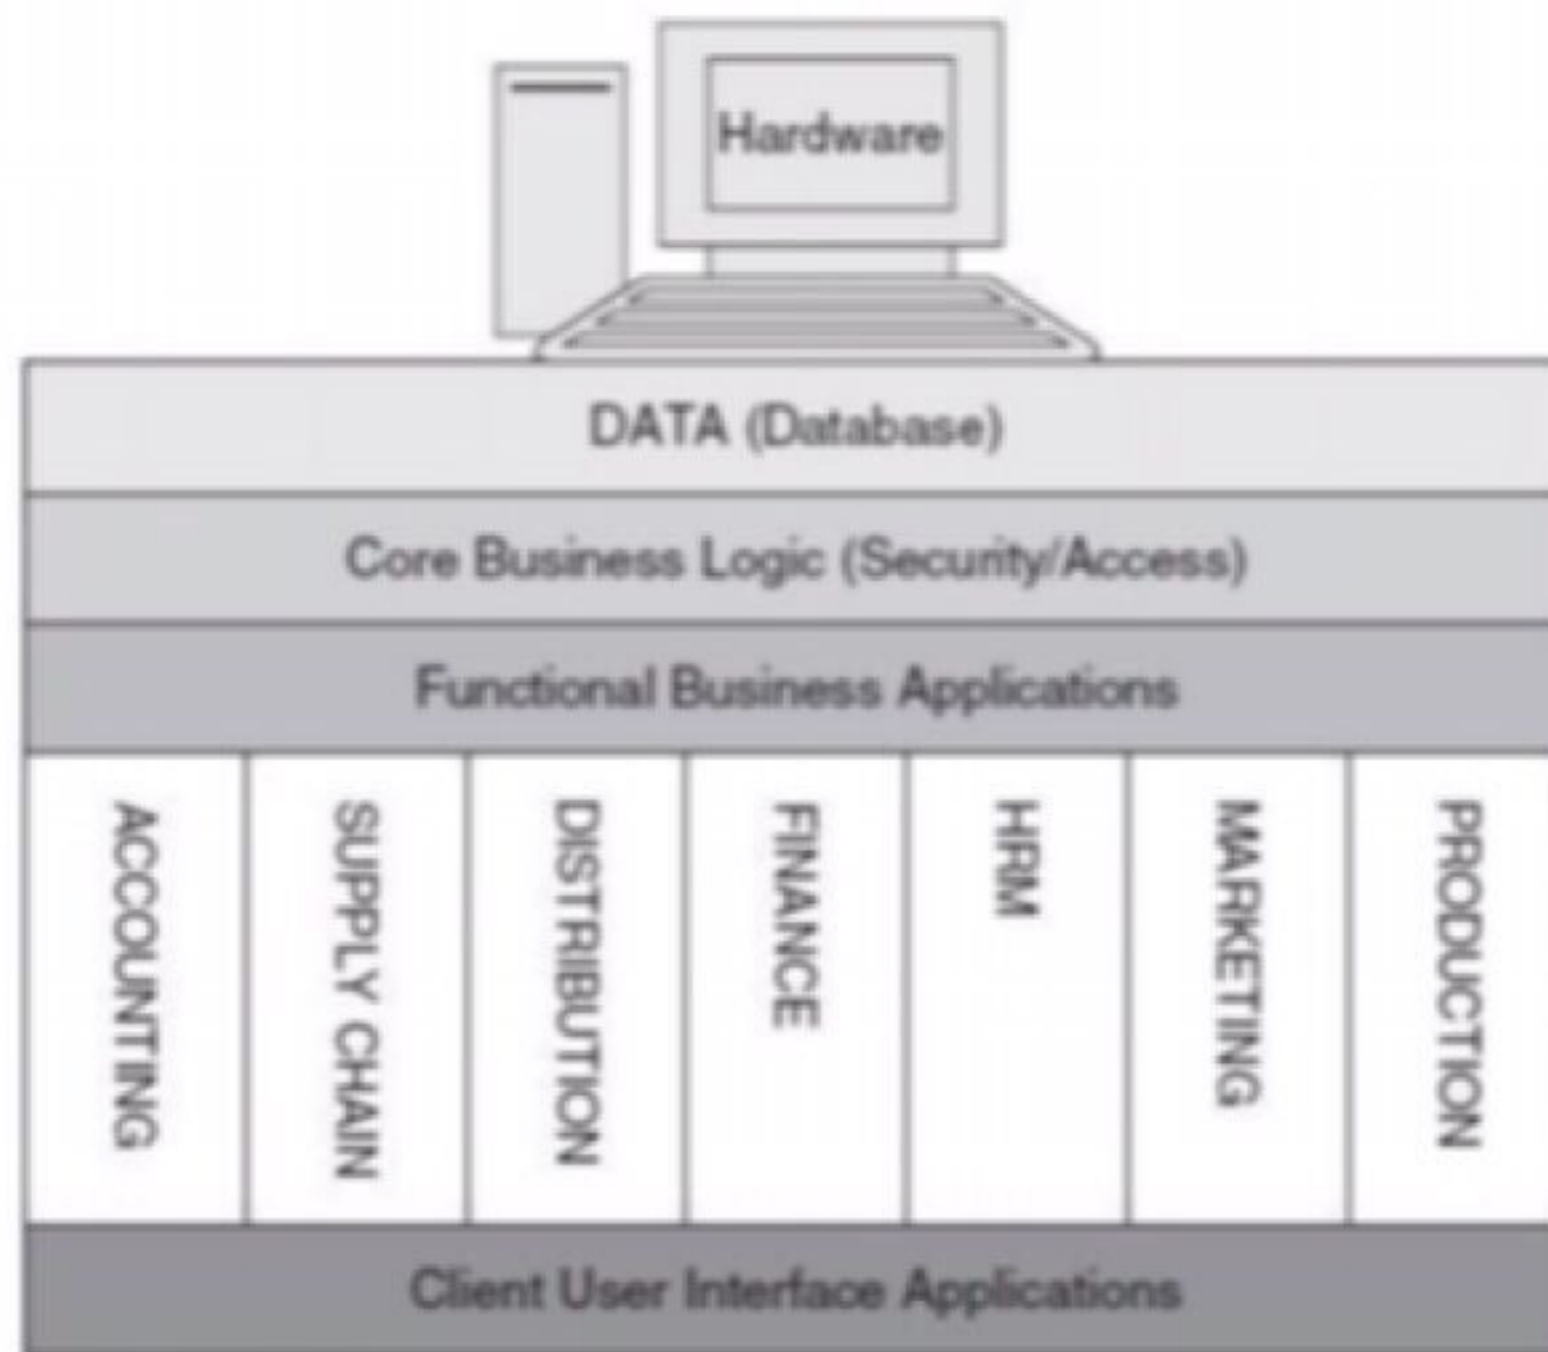 Hardware
DATA (Database)
Core Business Logic (Security/Access)
Functional Business Applications
ACCOUNTING
SUPPLY CHAIN
DISTRIBUTION
FINANCE
HRM
MARKETING
PRODUCTION
Client User Interface Applications